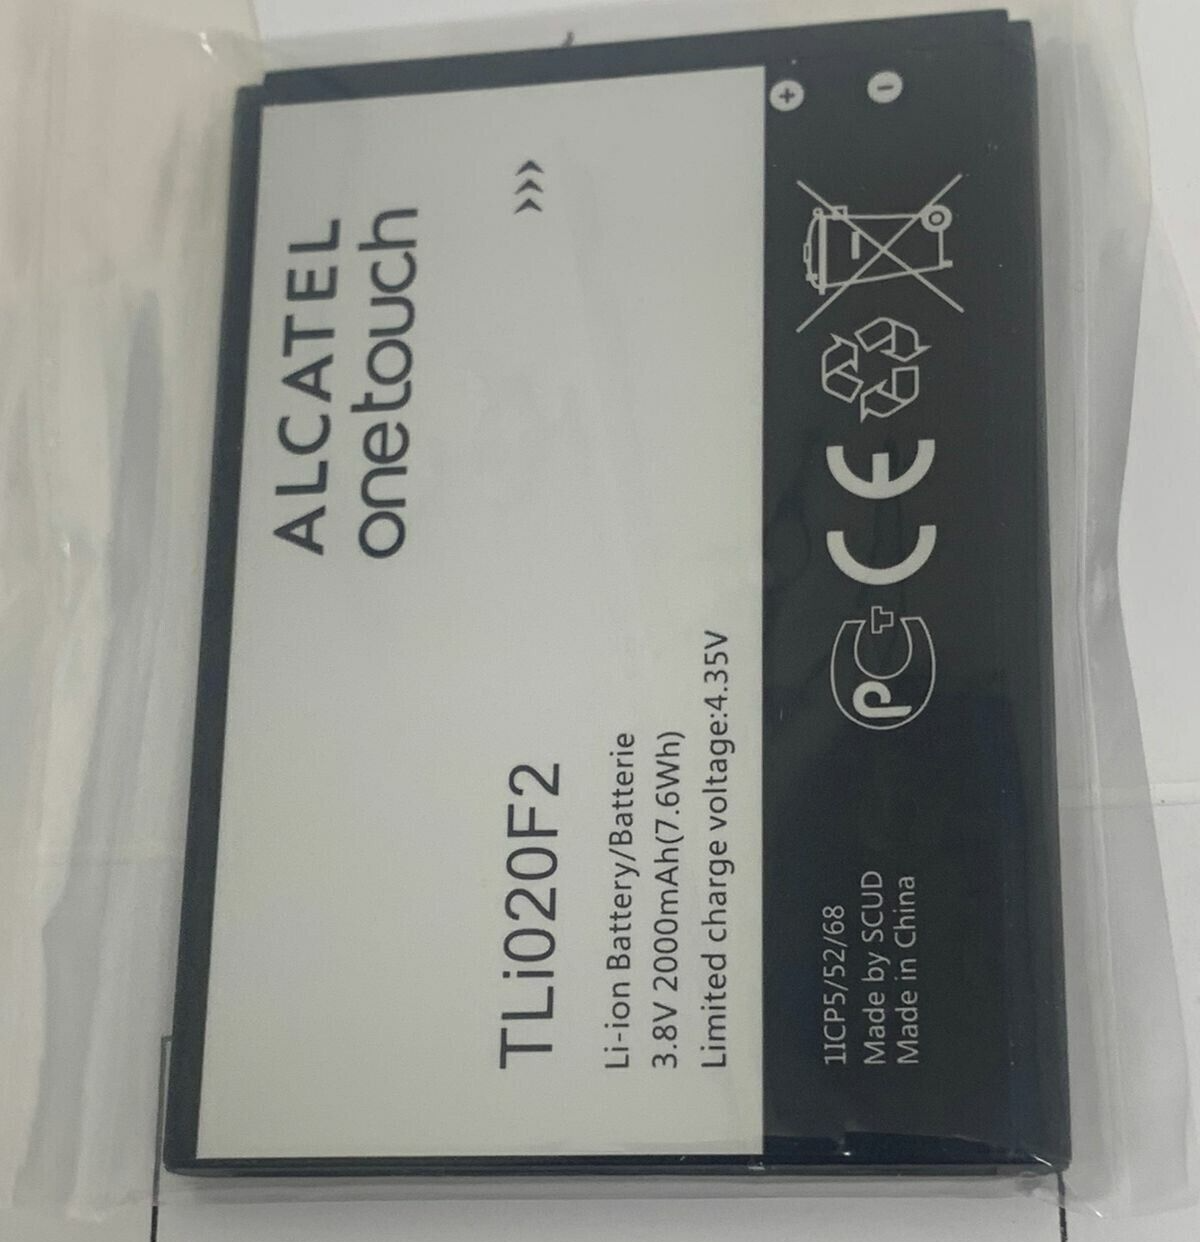 ALCATEL
onetouch
TLi020F2
Li-ion Battery/Batterie
3.8V 2000mAh(7.6Wh)
Limited charge voltage:4.35V
1ICP5/52/68
Made by SCUD
Made in China